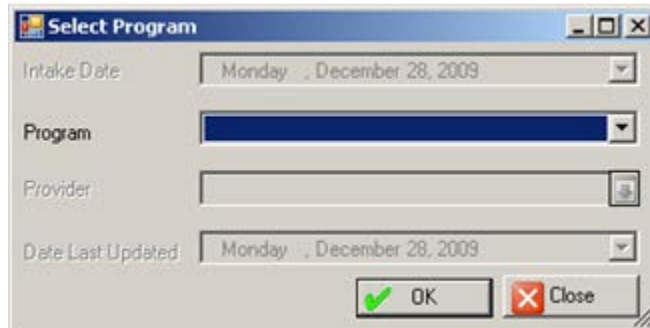 Select Program
Intake Date Monday , December 28, 2009
Program
Provider
Date Last Updated Monday , December 28, 2009
OK Close